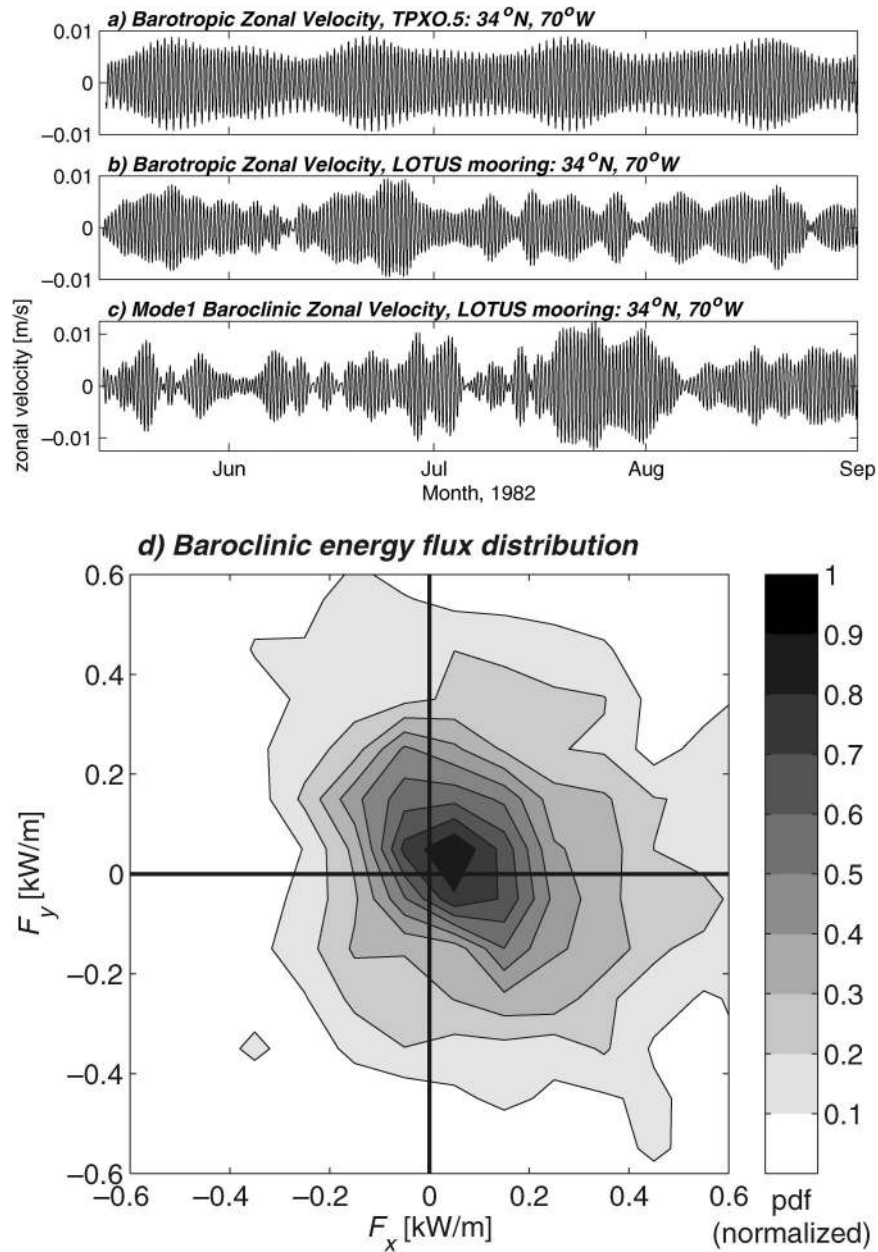 a) Barotropic Zonal Velocity, TPXO.5: 34°N, 70°W
0.01
0
−0.01
b) Barotropic Zonal Velocity, LOTUS mooring: 34°N, 70°W
0.01
0
−0.01
c) Mode1 Baroclinic Zonal Velocity, LOTUS mooring: 34°N, 70°W
0.01
0
−0.01
zonal velocity [m/s]
Jun Jul Aug Sep
Month, 1982
d) Baroclinic energy flux distribution
0.6
0.4
0.2
0
−0.2
−0.4
−0.6
F_y [kW/m]
−0.6 −0.4 −0.2 0 0.2 0.4 0.6
F_x [kW/m]
1
0.9
0.8
0.7
0.6
0.5
0.4
0.3
0.2
0.1
pdf
(normalized)